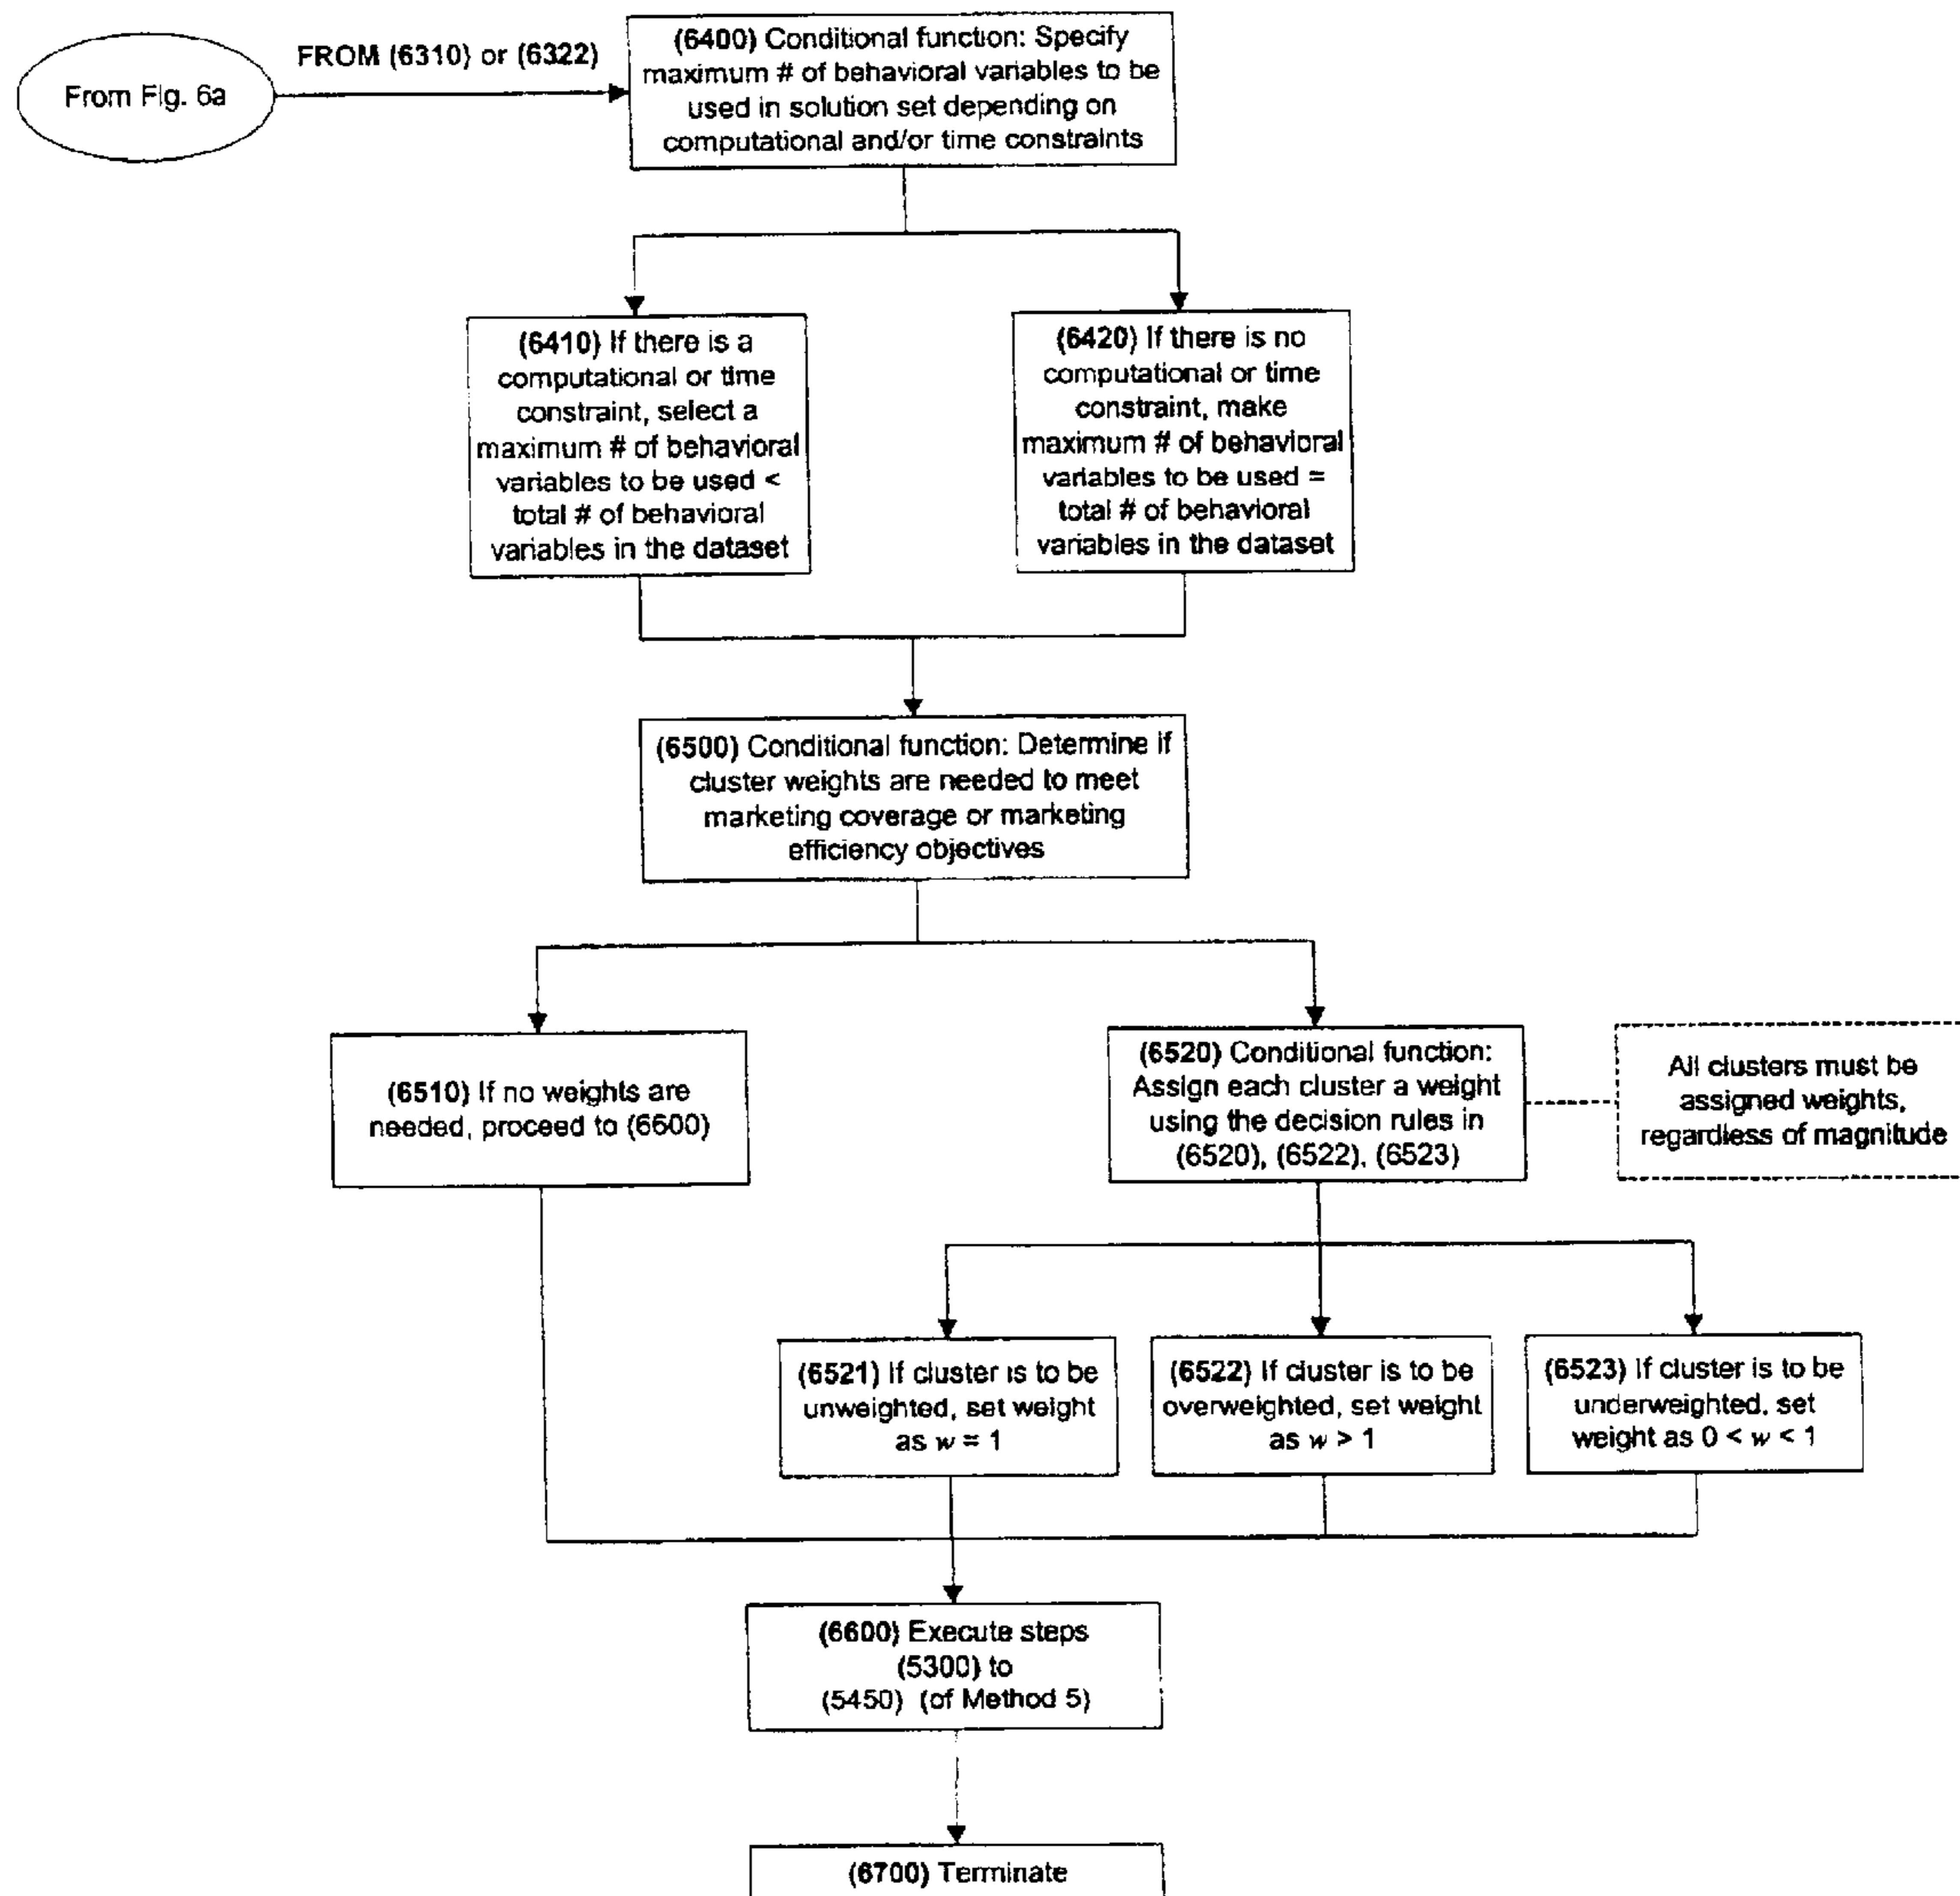 From Fig. 6a
FROM (6310) or (6322)
(6400) Conditional function: Specify
maximum # of behavioral variables to be
used in solution set depending on
computational and/or time constraints
(6410) If there is a
computational or time
constraint, select a
maximum # of behavioral
variables to be used <
total # of behavioral
variables in the dataset
(6420) If there is no
computational or time
constraint, make
maximum # of behavioral
variables to be used =
total # of behavioral
variables in the dataset
(6500) Conditional function: Determine if
cluster weights are needed to meet
marketing coverage or marketing
efficiency objectives
(6510) If no weights are
needed, proceed to (6600)
(6520) Conditional function:
Assign each cluster a weight
using the decision rules in
(6520), (6522), (6523)
All clusters must be
assigned weights,
regardless of magnitude
(6521) If cluster is to be
unweighted, set weight
as w = 1
(6522) If cluster is to be
overweighted, set weight
as w > 1
(6523) If cluster is to be
underweighted, set
weight as 0 < w < 1
(6600) Execute steps
(5300) to
(5450) (of Method 5)
(6700) Terminate